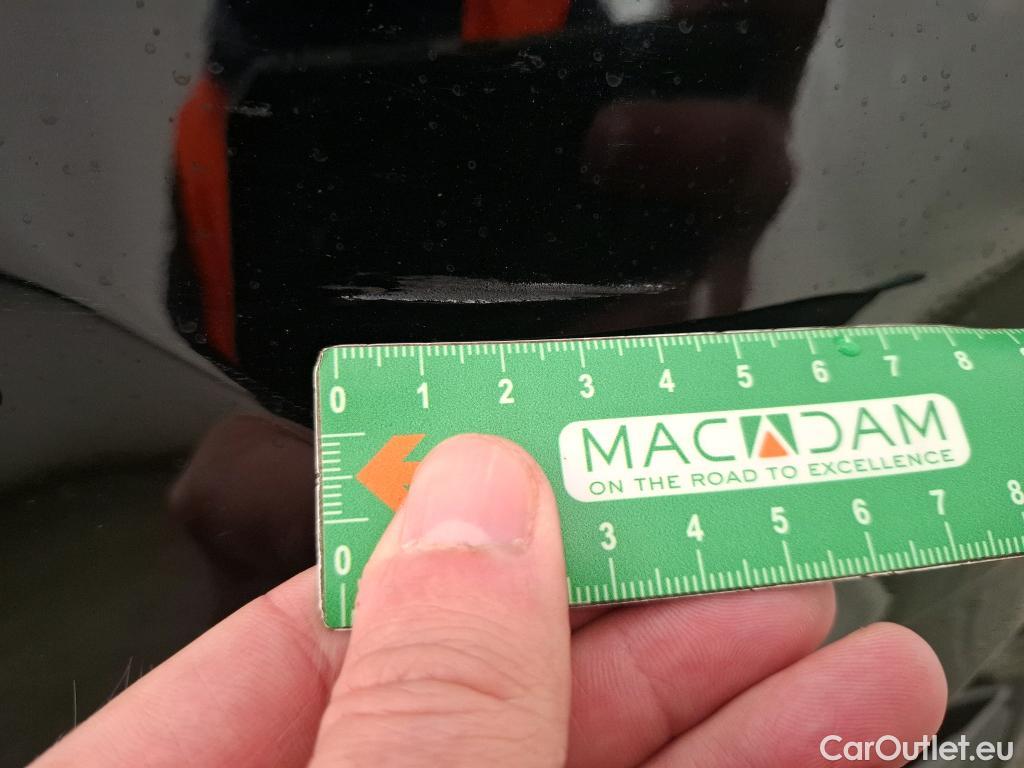 0 1 2 3 4 5 6 7 8
MACADAM
ON THE ROAD TO EXCELLENCE
0 3 4 5 6 7 8
CarOutlet.eu